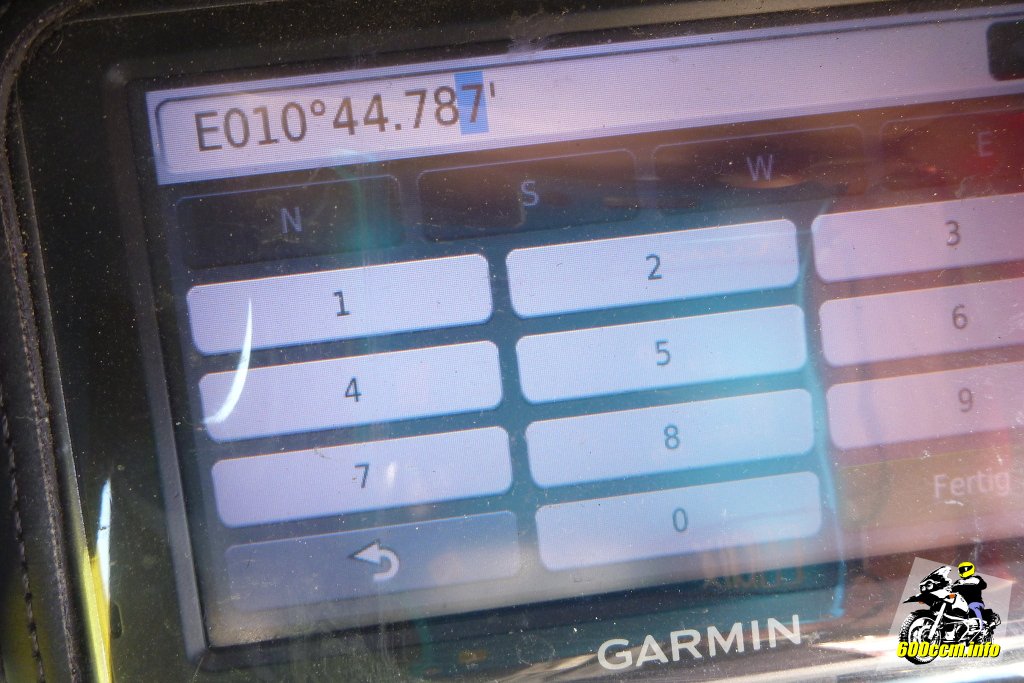 E010°44.787'
N S W E
1 2 3
4 5 6
7 8 9
0 Fertig
GARMIN
600ccm.info